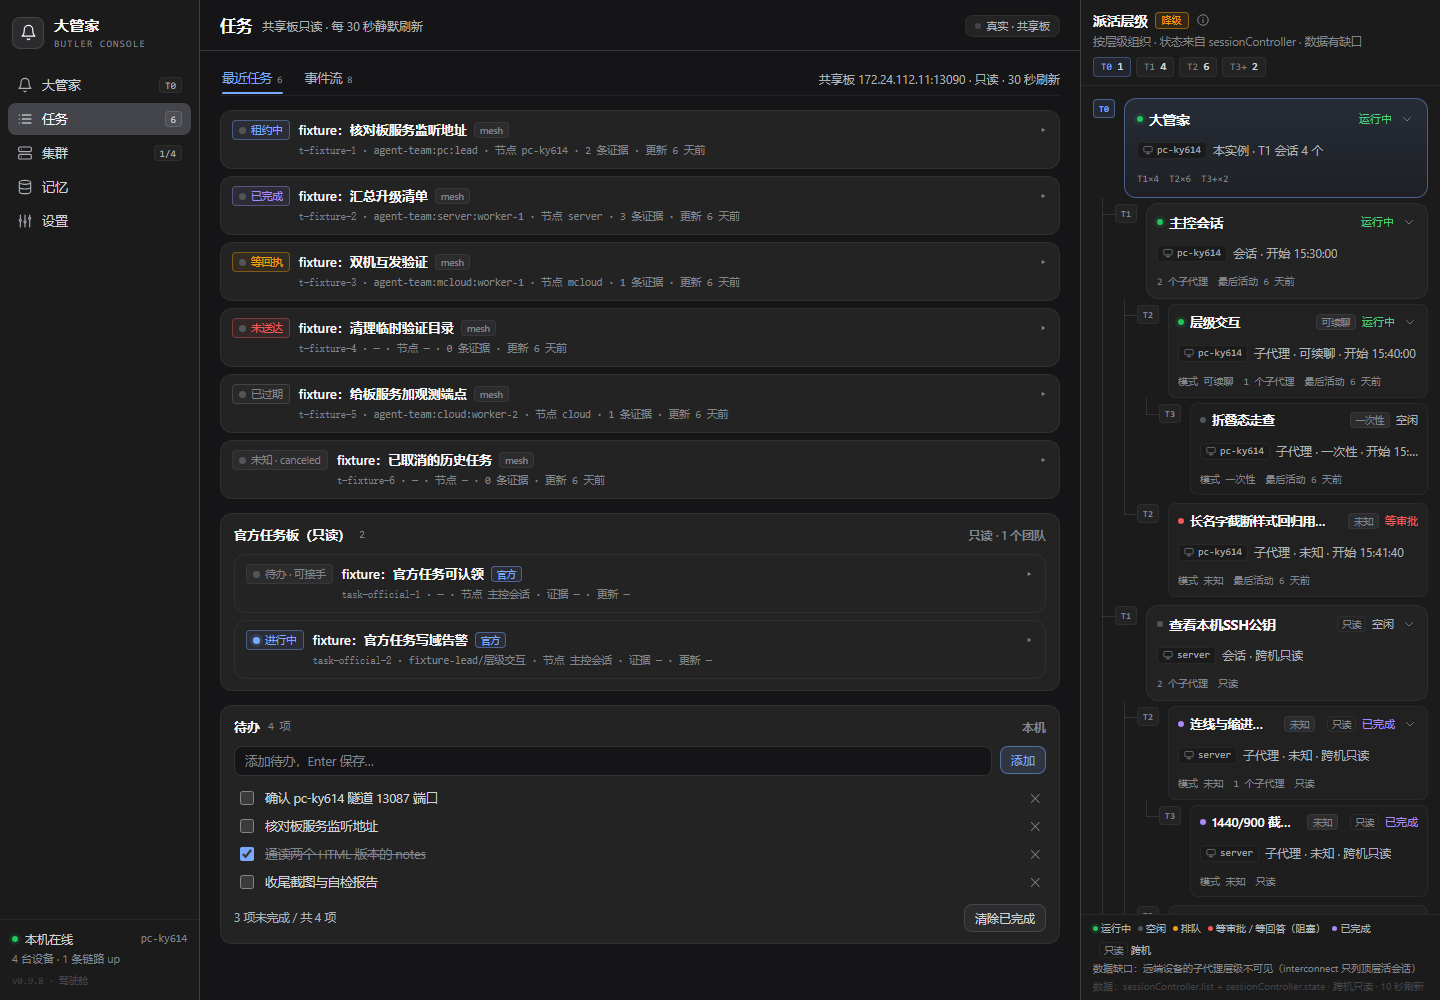 大管家
BUTLER CONSOLE
大管家 T0
任务 6
集群 1/4
记忆
设置
本机在线 pc-ky614
4 台设备 · 1 条链路 up
v0.9.8 · 驾驶舱
任务 共享板只读 · 每 30 秒静默刷新 真实 · 共享板
最近任务 6 事件流 8 共享板 172.24.112.11:13090 · 只读 · 30 秒刷新
租约中 fixture：核对板服务监听地址 mesh
t-fixture-1 · agent-team:pc:lead · 节点 pc-ky614 · 2 条证据 · 更新 6 天前
已完成 fixture：汇总升级清单 mesh
t-fixture-2 · agent-team:server:worker-1 · 节点 server · 3 条证据 · 更新 6 天前
等回执 fixture：双机互发验证 mesh
t-fixture-3 · agent-team:mcloud:worker-1 · 节点 mcloud · 1 条证据 · 更新 6 天前
未送达 fixture：清理临时验证目录 mesh
t-fixture-4 · — · 节点 — · 0 条证据 · 更新 6 天前
已过期 fixture：给板服务加观测端点 mesh
t-fixture-5 · agent-team:cloud:worker-2 · 节点 cloud · 1 条证据 · 更新 6 天前
未知 · canceled fixture：已取消的历史任务 mesh
t-fixture-6 · — · 节点 — · 0 条证据 · 更新 6 天前
官方任务板（只读） 2 只读 · 1 个团队
待办 · 可接手 fixture：官方任务可认领 官方
task-official-1 · — · 节点 主控会话 · 证据 — · 更新 —
进行中 fixture：官方任务写域告警 官方
task-official-2 · fixture-lead/层级交互 · 节点 主控会话 · 证据 — · 更新 —
待办 4 项 本机
添加待办，Enter 保存... 添加
确认 pc-ky614 隧道 13087 端口
核对板服务监听地址
通读两个 HTML 版本的 notes
收尾截图与自检报告
3 项未完成 / 共 4 项 清除已完成
派活层级 降级
按层级组织 · 状态来自 sessionController · 数据有缺口
T0 1 T1 4 T2 6 T3+ 2
T0 大管家 运行中
pc-ky614 本实例 · T1 会话 4 个
T1×4 T2×6 T3+×2
T1 主控会话 运行中
pc-ky614 会话 · 开始 15:30:00
2 个子代理 最后活动 6 天前
T2 层级交互 可续聊 运行中
pc-ky614 子代理 · 可续聊 · 开始 15:40:00
模式 可续聊 1 个子代理 最后活动 6 天前
T3 折叠态走查 一次性 空闲
pc-ky614 子代理 · 一次性 · 开始 15:...
模式 一次性 最后活动 6 天前
T2 长名字截断样式回归用... 未知 等审批
pc-ky614 子代理 · 未知 · 开始 15:41:40
模式 未知 最后活动 6 天前
T1 查看本机SSH公钥 只读 空闲
server 会话 · 跨机只读
2 个子代理 只读
T2 连线与缩进... 未知 只读 已完成
server 子代理 · 未知 · 跨机只读
模式 未知 1 个子代理 只读
T3 1440/900 截... 未知 只读 已完成
server 子代理 · 未知 · 跨机只读
模式 未知 只读
运行中 空闲 排队 等审批 / 等回答（阻塞） 已完成
只读 跨机
数据缺口：远端设备的子代理层级不可见（interconnect 只列顶层活会话）
数据：sessionController.list + sessionController.state · 跨机只读 · 10 秒刷新